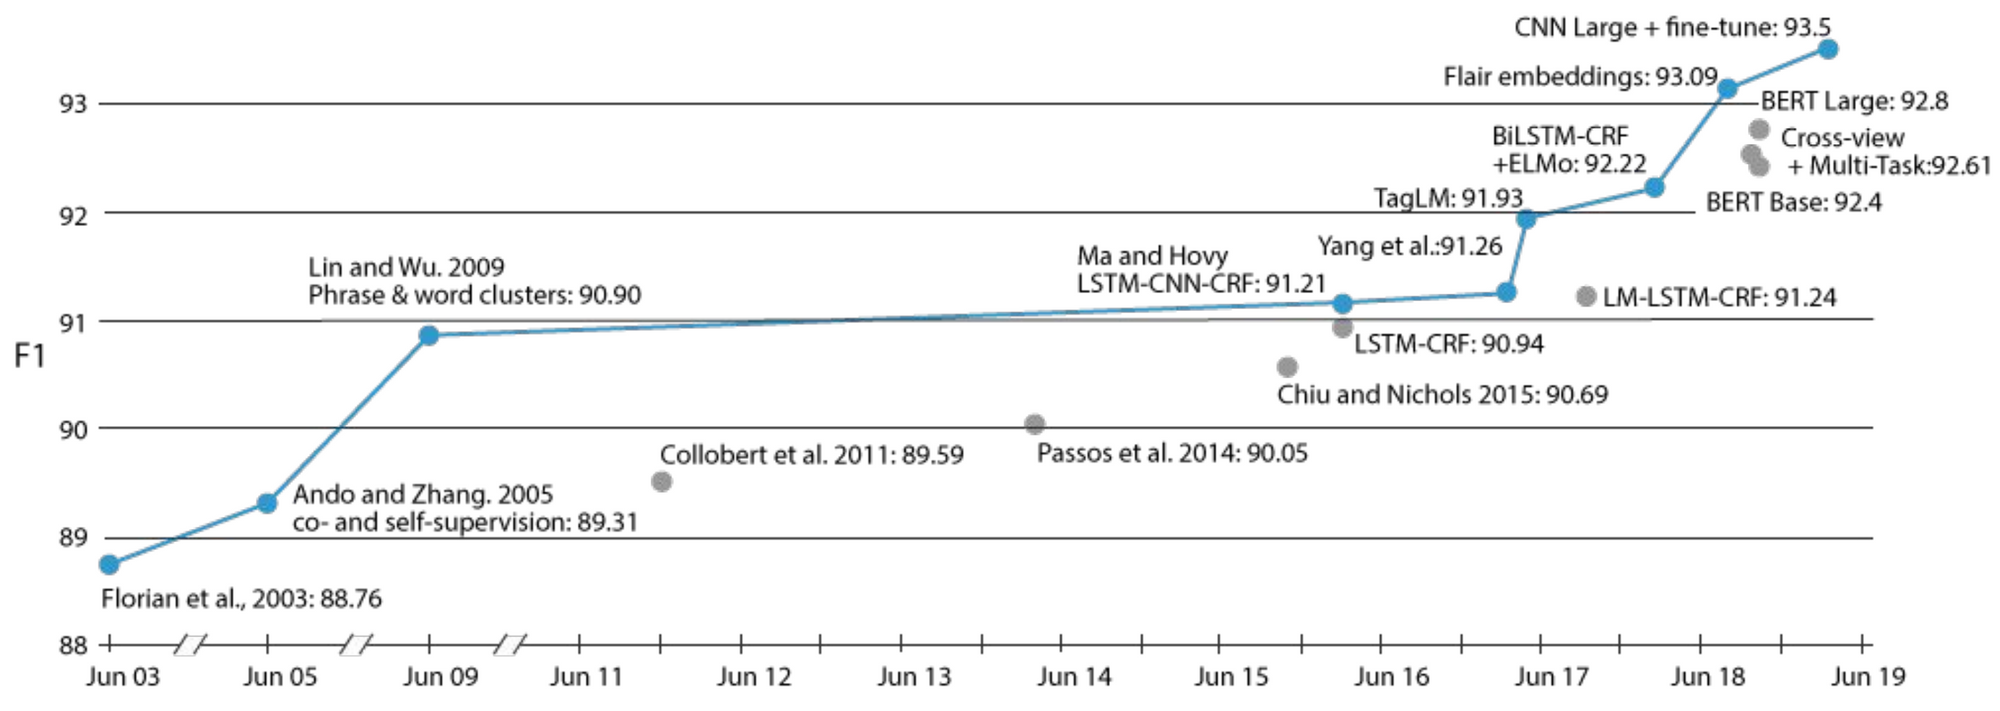 CNN Large + fine-tune: 93.5
Flair embeddings: 93.09
93
BERT Large: 92.8
BiLSTM-CRF
+ELMo: 92.22
Cross-view
+ Multi-Task:92.61
TagLM: 91.93
BERT Base: 92.4
92
Yang et al.:91.26
Ma and Hovy
LSTM-CNN-CRF: 91.21
Lin and Wu. 2009
Phrase & word clusters: 90.90
LM-LSTM-CRF: 91.24
91
LSTM-CRF: 90.94
F1
Chiu and Nichols 2015: 90.69
90
Collobert et al. 2011: 89.59
Passos et al. 2014: 90.05
Ando and Zhang. 2005
co- and self-supervision: 89.31
89
Florian et al., 2003: 88.76
88
Jun 03 Jun 05 Jun 09 Jun 11 Jun 12 Jun 13 Jun 14 Jun 15 Jun 16 Jun 17 Jun 18 Jun 19